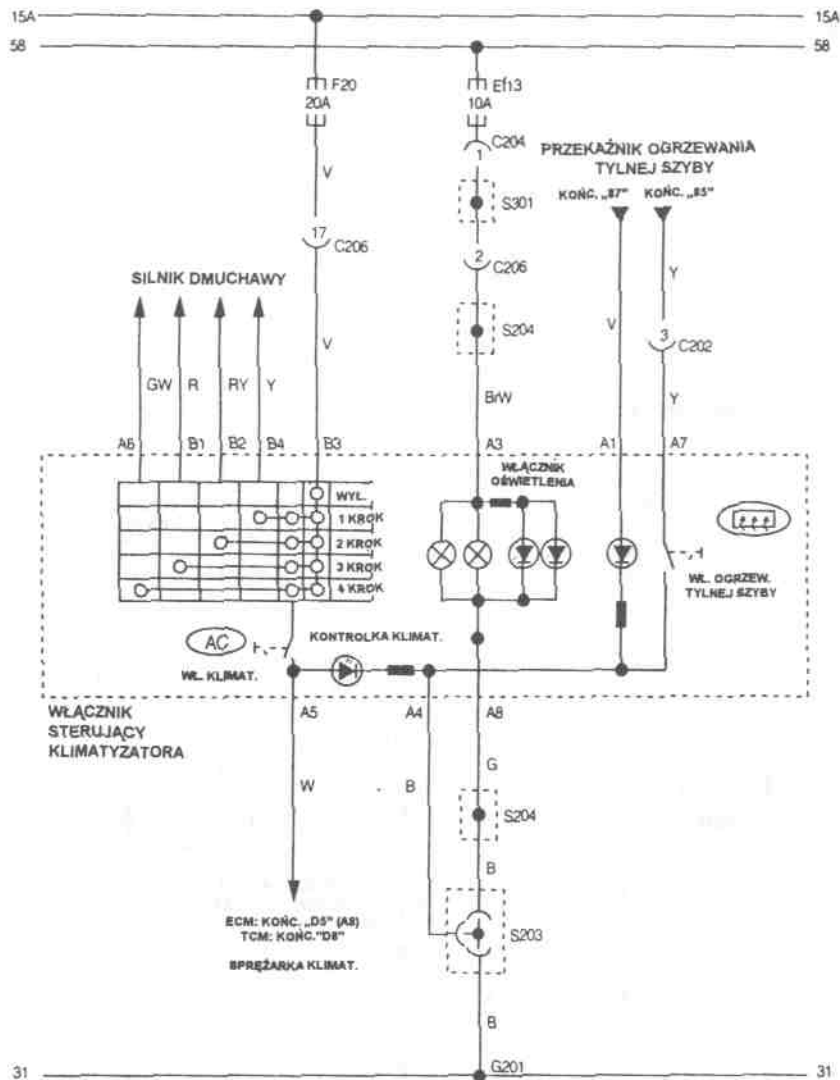 15A
15A
58
58
F20
20A
Ef13
10A
C204
1
PRZEKAŹNIK OGRZEWANIA
TYLNEJ SZYBY
KOŃC. „87" KOŃC. „85"
V
S301
17
C206
2
C206
Y
SILNIK DMUCHAWY
S204
V
3
C202
V
GW
R
RY
Y
BrW
Y
A6
B1
B2
B4
B3
A3
A1
A7
WŁĄCZNIK
OŚWIETLENIA
WYŁ.
1 KROK
2 KROK
3 KROK
4 KROK
WŁ. OGRZEW.
TYLNEJ SZYBY
AC
KONTROLKA KLIMAT.
WŁ. KLIMAT.
WŁĄCZNIK
STERUJĄCY
KLIMATYZATORA
A5
A4
A8
G
W
B
S204
B
ECM: KOŃC. „D5" (A8)
TCM: KOŃC."D8"
S203
SPRĘŻARKA KLIMAT.
B
G201
31
31